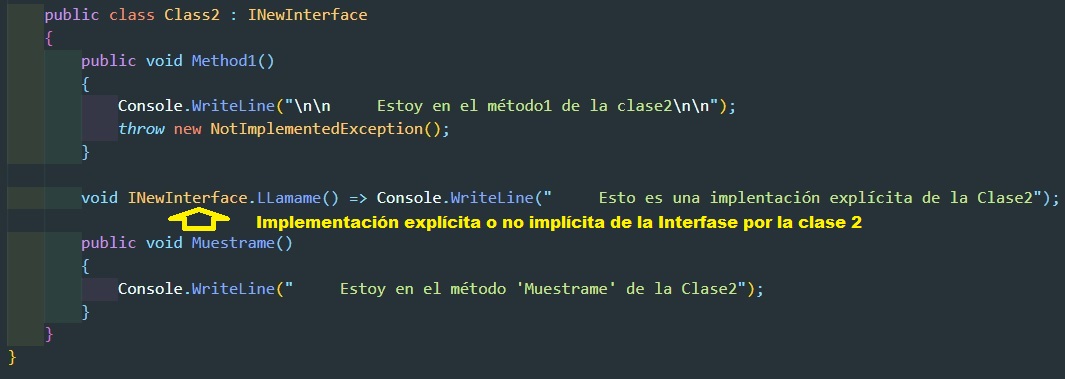 public class Class2 : INewInterface
{
public void Method1()
{
Console.WriteLine("\n\n     Estoy en el método1 de la clase2\n\n");
throw new NotImplementedException();
}
void INewInterface.LLamame() => Console.WriteLine("     Esto es una implentación explícita de la Clase2");
Implementación explícita o no implícita de la Interfase por la clase 2
public void Muestrame()
{
Console.WriteLine("     Estoy en el método 'Muestrame' de la Clase2");
}
}
}